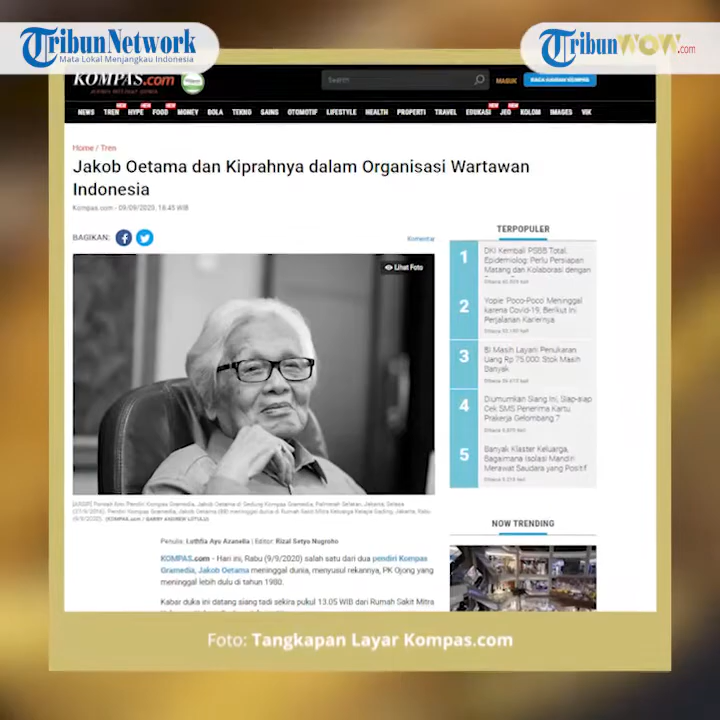 TribunNetwork
Mata Lokal Menjangkau Indonesia
TribunWOW.com
KOMPAS.com
Search
MASUK
NEWS TREN HYPE FOOD MONEY BOLA TEKNO SAINS OTOMOTIF LIFESTYLE HEALTH PROPERTI TRAVEL EDUKASI JEO KOLOM IMAGES VIK
Home / Tren
Jakob Oetama dan Kiprahnya dalam Organisasi Wartawan
Indonesia
Kompas.com - 09/09/2020, 16:45 WIB
BAGIKAN:
Komentar
Lihat Foto
TERPOPULER
1
DKI Kembali PSBB Total,
Epidemiolog: Perlu Persiapan
Matang dan Kolaborasi dengan
2
Yopie 'Poco-Poco' Meninggal
karena Covid-19, Berikut Ini
Perjalanan Kariernya
3
BI Masih Layani Penukaran
Uang Rp 75.000: Stok Masih
Banyak
4
Diumumkan Siang Ini, Siap-siap
Cek SMS Penerima Kartu
Prakerja Gelombang 7
5
Banyak Klaster Keluarga,
Bagaimana Isolasi Mandiri
Merawat Saudara yang Positif
NOW TRENDING
Penulis: Luthfia Ayu Azanella | Editor: Rizal Setyo Nugroho
KOMPAS.com - Hari ini, Rabu (9/9/2020) salah satu dari dua pendiri Kompas
Gramedia, Jakob Oetama meninggal dunia, menyusul rekannya, PK Ojong yang
meninggal lebih dulu di tahun 1980.
Kabar duka ini datang siang tadi sekira pukul 13.05 WIB dari Rumah Sakit Mitra
Foto: Tangkapan Layar Kompas.com